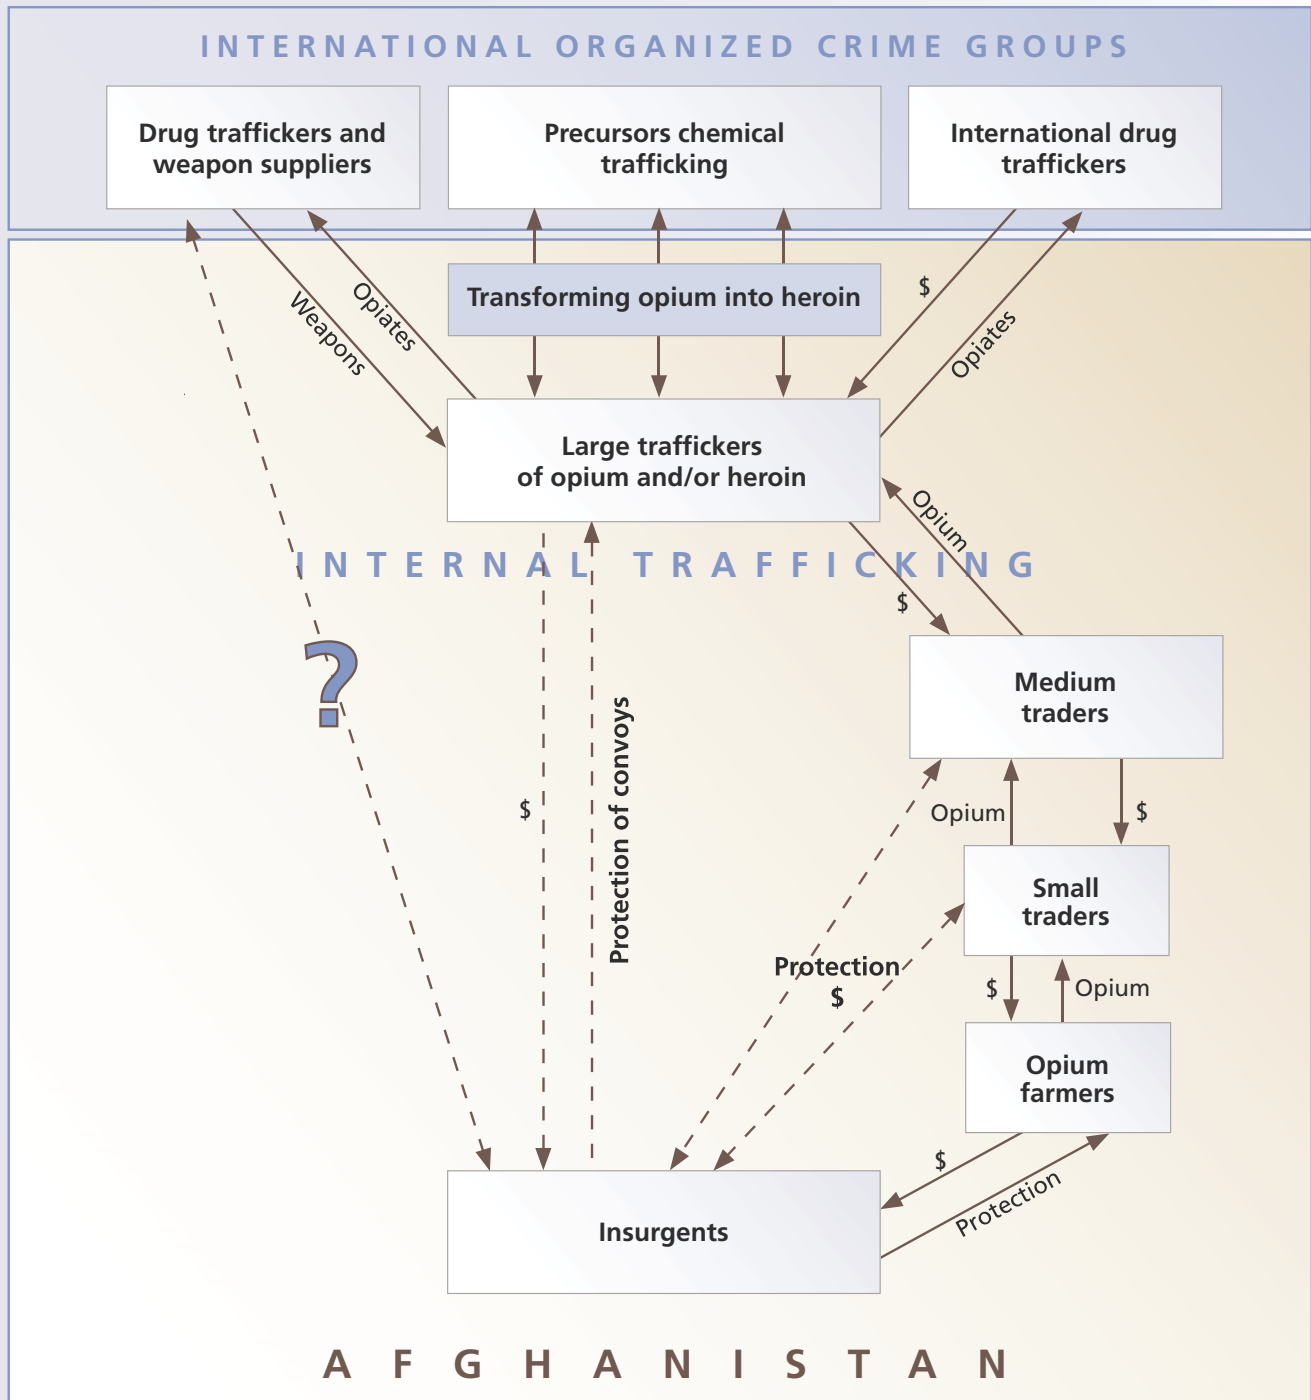 INTERNATIONAL ORGANIZED CRIME GROUPS
Drug traffickers and
weapon suppliers
Precursors chemical
trafficking
International drug
traffickers
Transforming opium into heroin
$
Weapons
Opiates
Opiates
Large traffickers
of opium and/or heroin
Opium
INTERNAL TRAFFICKING
$
?
Medium
traders
Protection of convoys
$
Opium
$
Small
traders
Protection
$
$
Opium
Opium
farmers
$
Protection
Insurgents
AFGHANISTAN